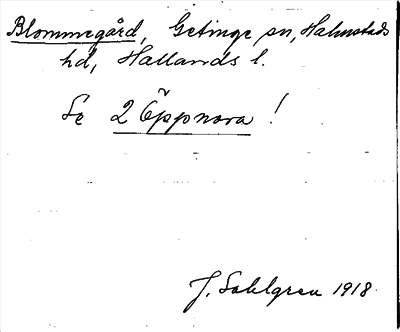 Blommegård, Getinge sn, Halmstads
hd, Hallands l.
Se 2 Öppnora !
J. Sahlgren 1918